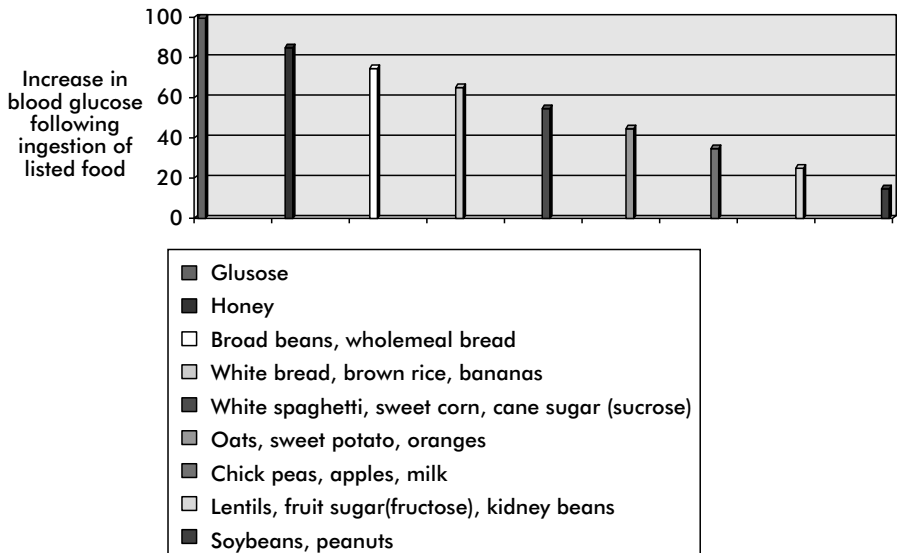 100
80
60
40
20
0
Increase in
blood glucose
following
ingestion of
listed food
Glusose
Honey
Broad beans, wholemeal bread
White bread, brown rice, bananas
White spaghetti, sweet corn, cane sugar (sucrose)
Oats, sweet potato, oranges
Chick peas, apples, milk
Lentils, fruit sugar(fructose), kidney beans
Soybeans, peanuts